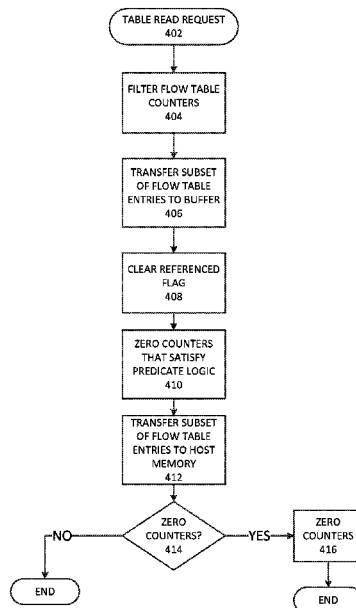 TABLE READ REQUEST
402
FILTER FLOW TABLE
COUNTERS
404
TRANSFER SUBSET
OF FLOW TABLE
ENTRIES TO BUFFER
406
CLEAR REFERENCED
FLAG
408
ZERO COUNTERS
THAT SATISFY
PREDICATE LOGIC
410
TRANSFER SUBSET
OF FLOW TABLE
ENTRIES TO HOST
MEMORY
412
ZERO
COUNTERS?
414
NO
YES
ZERO
COUNTERS
416
END
END